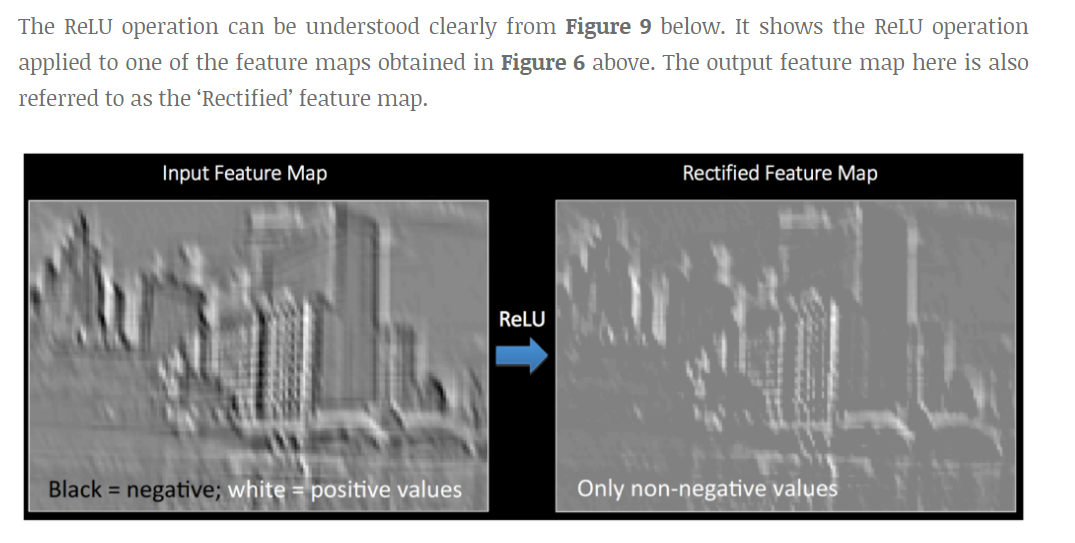 The ReLU operation can be understood clearly from Figure 9 below. It shows the ReLU operation
applied to one of the feature maps obtained in Figure 6 above. The output feature map here is also
referred to as the ‘Rectified’ feature map.
Input Feature Map
Rectified Feature Map
ReLU
Black = negative; white = positive values
Only non-negative values